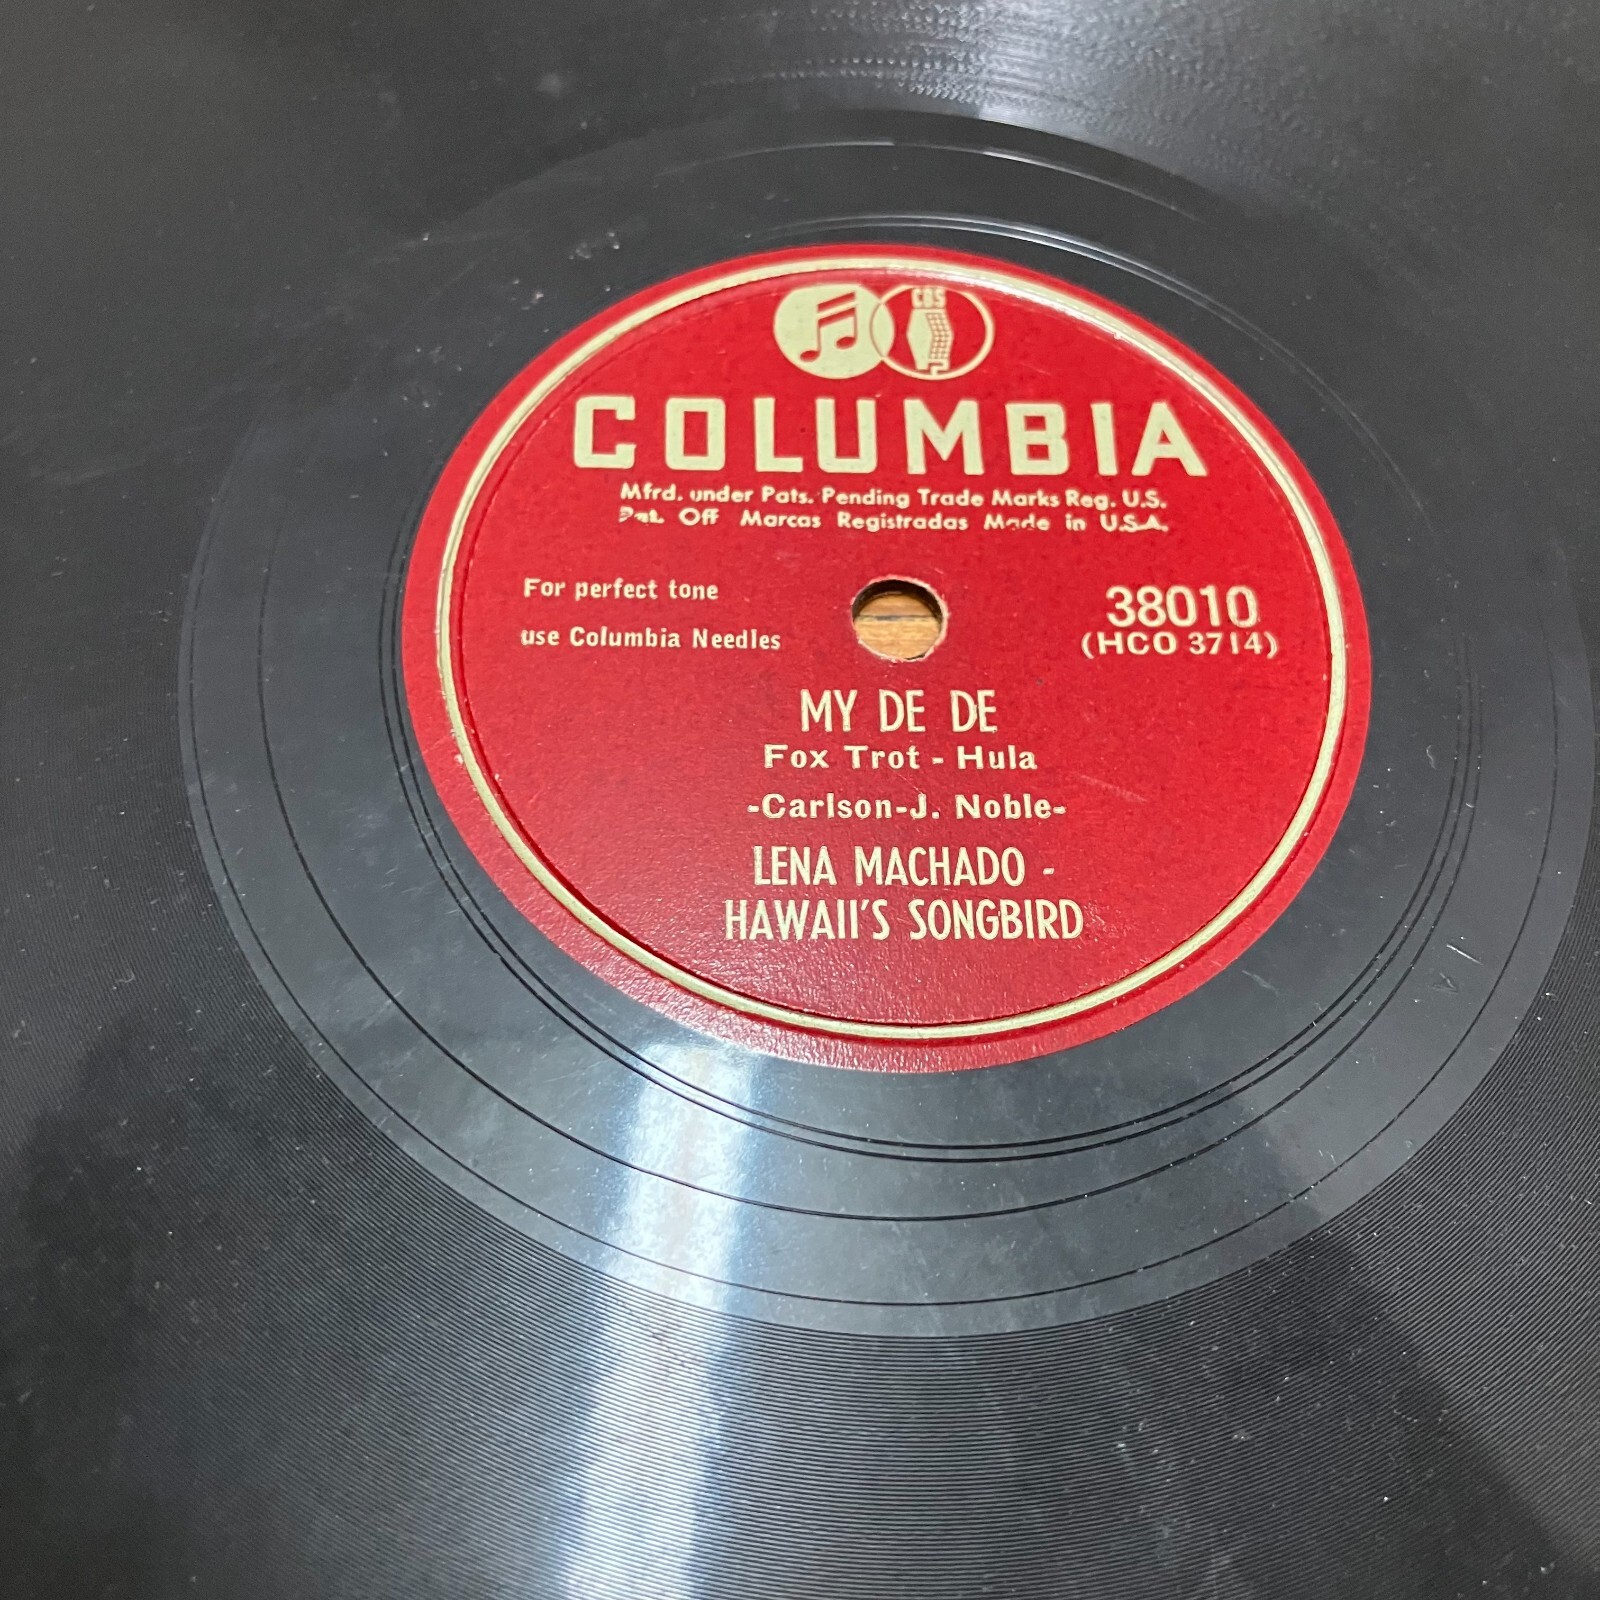 CBS
COLUMBIA
Mfrd. under Pats. Pending Trade Marks Reg. U.S.
Pat. Off Marcas Registradas Made in U.S.A.
For perfect tone
use Columbia Needles
38010
(HCO 3714)
MY DE DE
Fox Trot - Hula
-Carlson-J. Noble-
LENA MACHADO -
HAWAII'S SONGBIRD